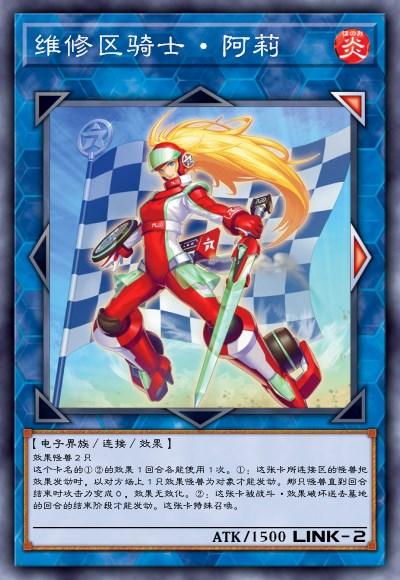 维修区骑士・阿莉
ほのお
炎
【电子界族／连接／效果】
效果怪兽２只
这个卡名的①②的效果１回合各能使用１次。①：这张卡所连接区的怪兽把
效果发动时，以对方场上１只效果怪兽为对象才能发动。那只怪兽直到回合
结束时攻击力变成０，效果无效化。②：这张卡被战斗・效果破坏送去墓地
的回合的结束阶段才能发动。这张卡特殊召唤。
ATK/1500 LINK-2